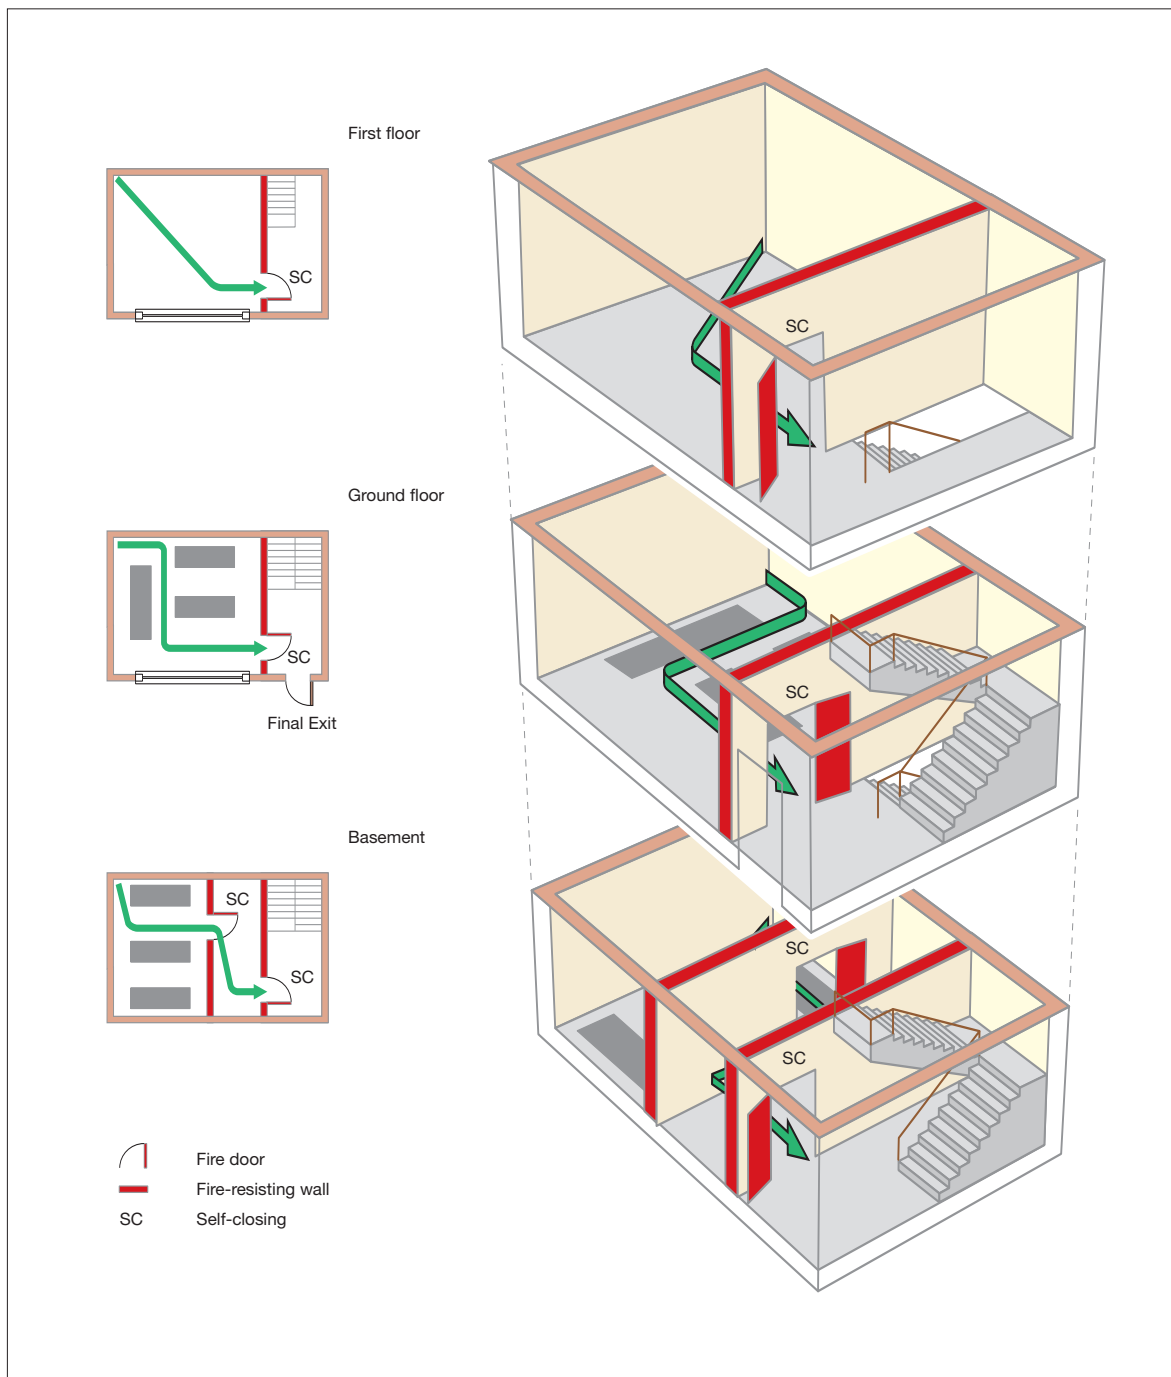 First floor
SC
SC
Ground floor
SC
SC
Final Exit
Basement
SC
SC
SC
SC
Fire door
Fire-resisting wall
SC Self-closing